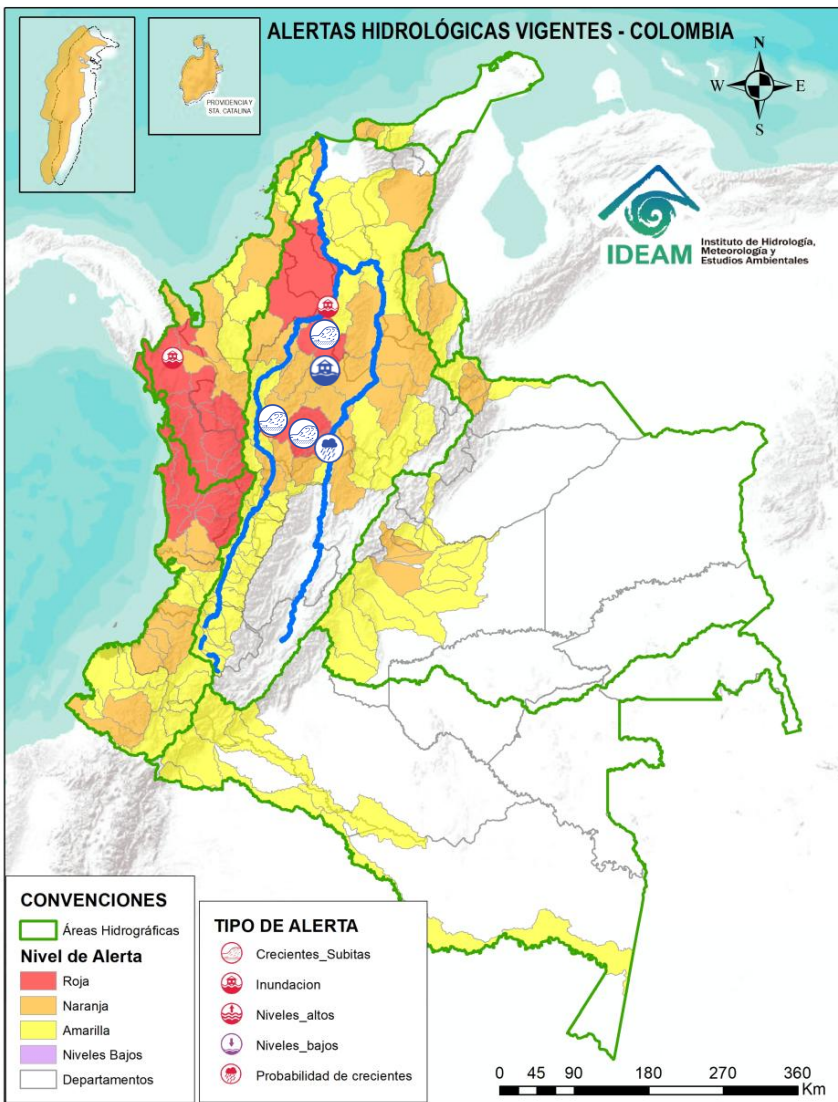 ALERTAS HIDROLÓGICAS VIGENTES - COLOMBIA
PROVIDENCIA Y
STA. CATALINA
N
W
E
S
IDEAM
Instituto de Hidrología,
Meteorología y
Estudios Ambientales
CONVENCIONES
Áreas Hidrográficas
Nivel de Alerta
Roja
Naranja
Amarilla
Niveles Bajos
Departamentos
TIPO DE ALERTA
Crecientes_Subitas
Inundacion
Niveles_altos
Niveles_bajos
Probabilidad de crecientes
0 45 90 180 270 360
Km